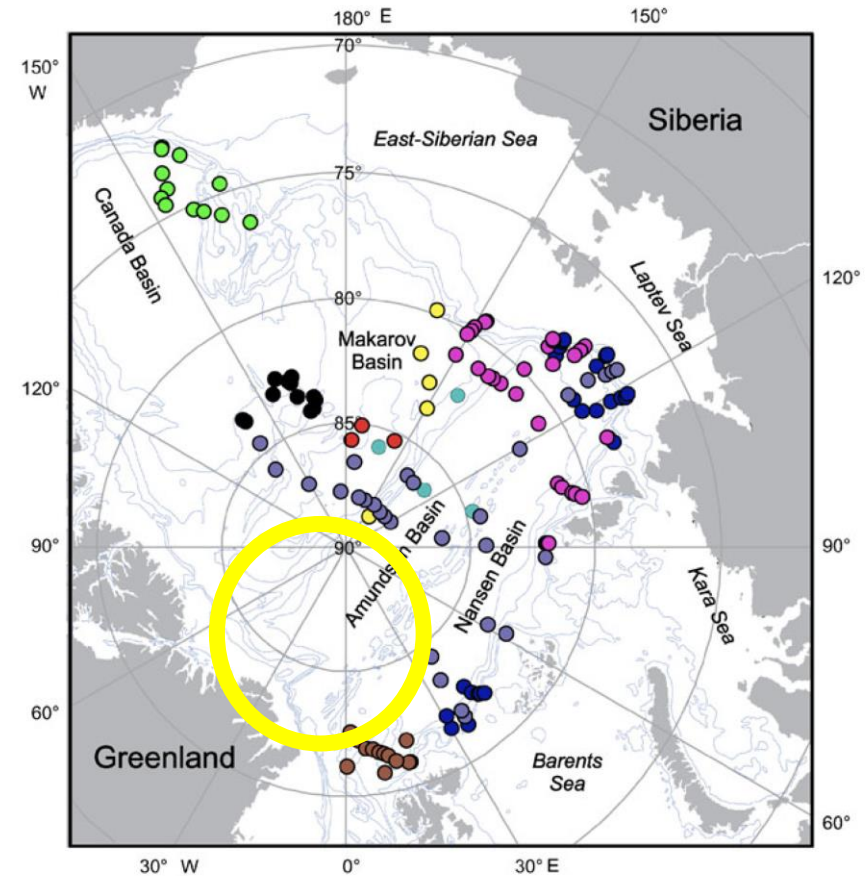 180° E
150°
70°
150°
W
Siberia
East-Siberian Sea
75°
Canada Basin
Laptev Sea
120°
80°
Makarov
Basin
120°
85°
90°
90°
90°
Amundsen Basin
Nansen Basin
Kara Sea
60°
Greenland
Barents
Sea
60°
30° W
0°
30° E